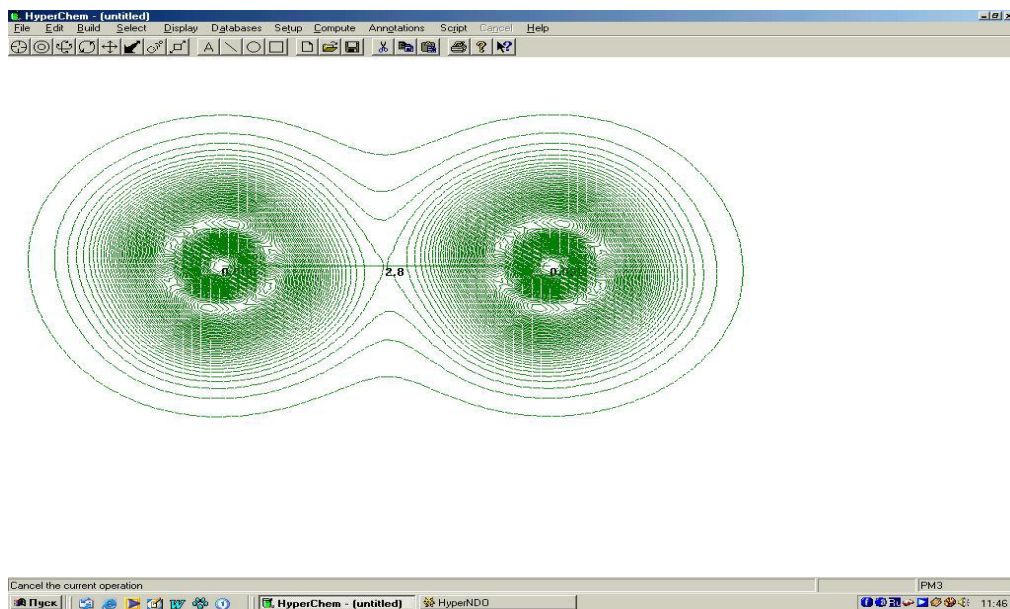 HyperChem - (untitled)
File Edit Build Select Display Databases Setup Compute Annotations Script Cancel Help
2.8
Cancel the current operation PM3
Пуск HyperChem - (untitled) HyperNDO 11:46